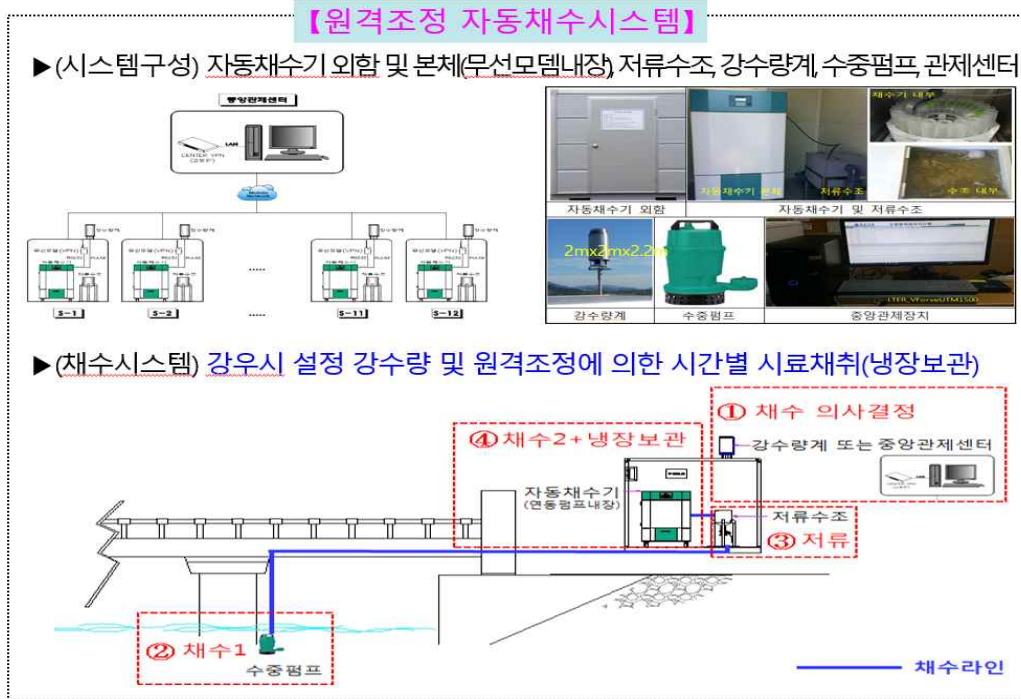 【원격조정 자동채수시스템】
▶(시스템구성) 자동채수기 외함 및 본체(무선모뎀내장), 저류수조, 강수량계, 수중펌프, 관제센터
중앙관제센터
LAN
CENTER VPN
S-1
S-2
.....
S-11
S-12
채수기 내부
자동채수기 본체
저류수조
수조 내부
자동채수기 외함
자동채수기 및 저류수조
2mx2mx2.2m
LTER_VForveUTM1500
강수량계
수중펌프
중앙관제장치
▶(채수시스템) 강우시 설정 강수량 및 원격조정에 의한 시간별 시료채취(냉장보관)
① 채수 의사결정
④채수2+냉장보관
강수량계 또는 중앙관제센터
자동채수기
(연동펌프내장)
저류수조
③ 저류
② 채수1
수중펌프
채수라인